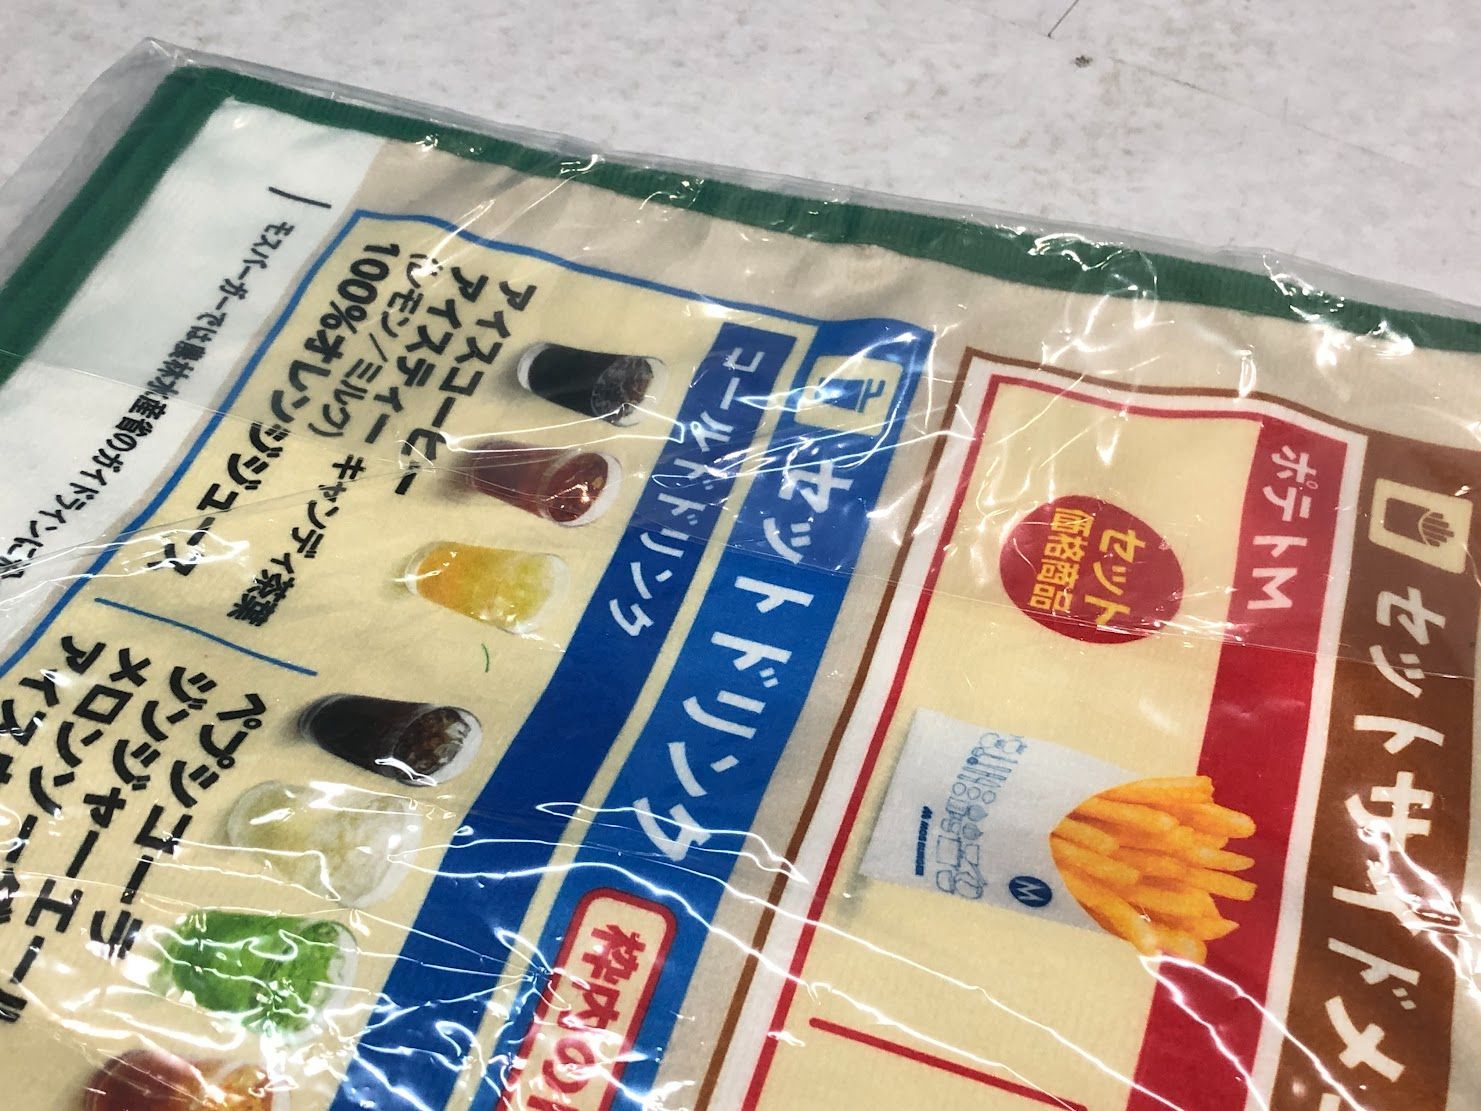 セットサイドメ
ポテトM
セット
価格商品
M
MOS BURGER
セットドリンク
枠内の
コールドドリンク
アイスコーヒー
アイスティー キャンディ茶葉
(レモン/ミルク)
100%オレンジジュース
ペプシコーラ
ジンジャーエール
メロンソーダ
モスバーガーでは農林水産省のガイドラインに